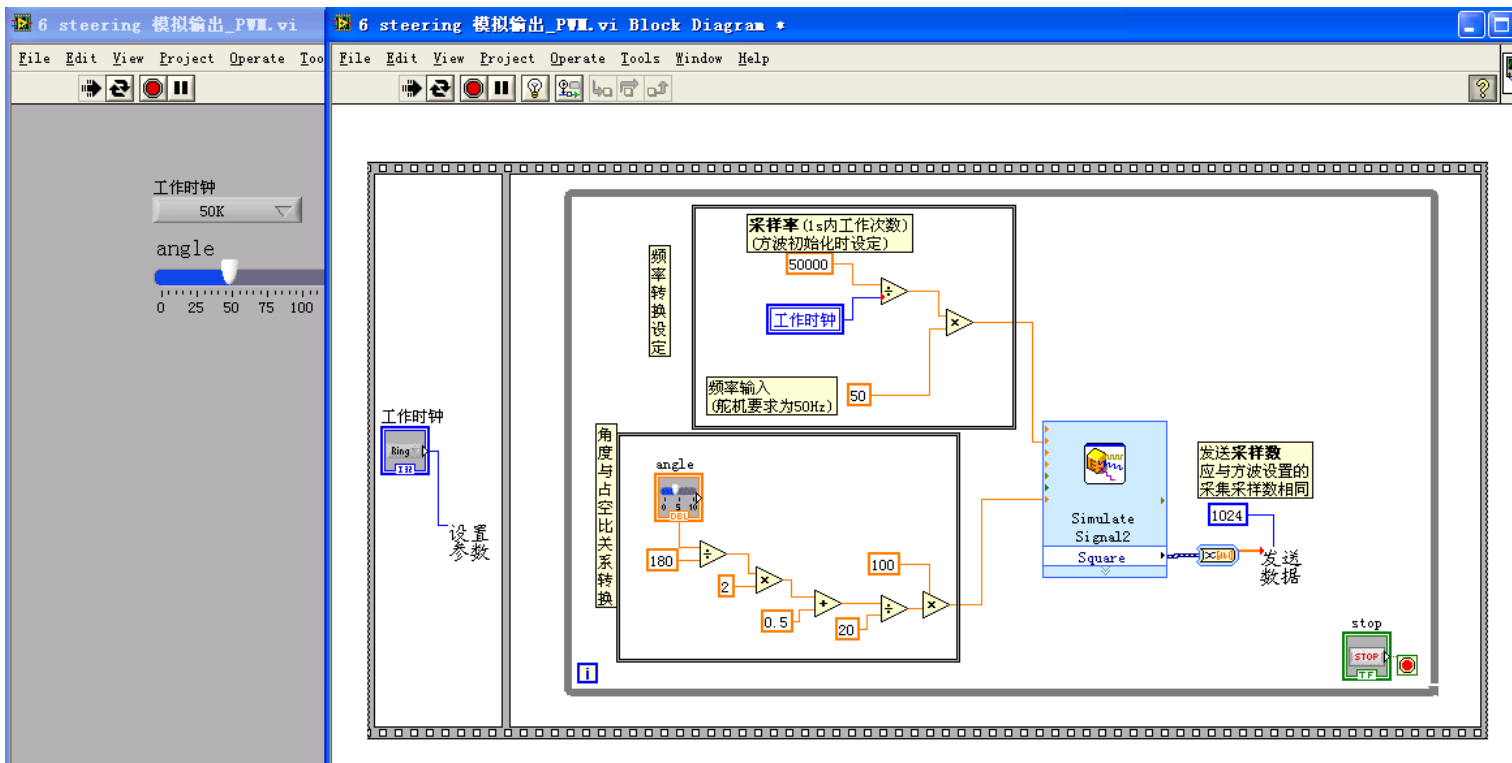 6 steering 模拟输出_PWM.vi
File Edit View Project Operate Too
工作时钟
50K
angle
0 25 50 75 100
6 steering 模拟输出_PWM.vi Block Diagram *
File Edit View Project Operate Tools Window Help
?
工作时钟
Ring
I32
设置
参数
频率转换设定
采样率(1s内工作次数)
(方波初始化时设定)
50000
÷
工作时钟
×
频率输入
(舵机要求为50Hz)
50
角度与占空比关系转换
angle
0 5 10
DBL
180
÷
2
×
0.5
+
20
÷
100
×
Simulate
Signal2
Square
发送采样数
应与方波设置的
采集采样数相同
1024
发送
数据
stop
STOP
TF
i